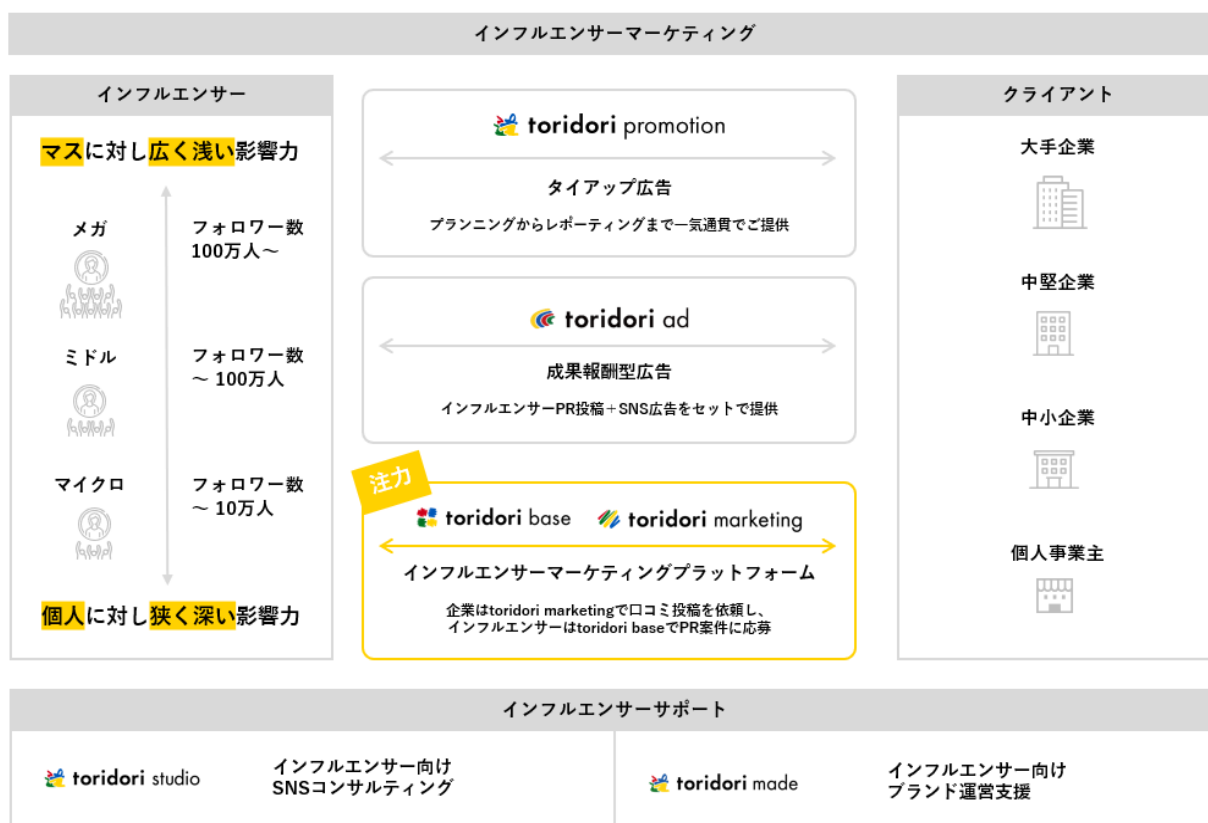 インフルエンサーマーケティング
インフルエンサー
マスに対し広く浅い影響力
メガ
フォロワー数
100万人～
ミドル
フォロワー数
～ 100万人
マイクロ
フォロワー数
～ 10万人
個人に対し狭く深い影響力
toridori promotion
タイアップ広告
プランニングからレポーティングまで一気通貫でご提供
toridori ad
成果報酬型広告
インフルエンサーPR投稿＋SNS広告をセットで提供
注力
toridori base toridori marketing
インフルエンサーマーケティングプラットフォーム
企業はtoridori marketingで口コミ投稿を依頼し、
インフルエンサーはtoridori baseでPR案件に応募
クライアント
大手企業
中堅企業
中小企業
個人事業主
インフルエンサーサポート
toridori studio
インフルエンサー向け
SNSコンサルティング
toridori made
インフルエンサー向け
ブランド運営支援